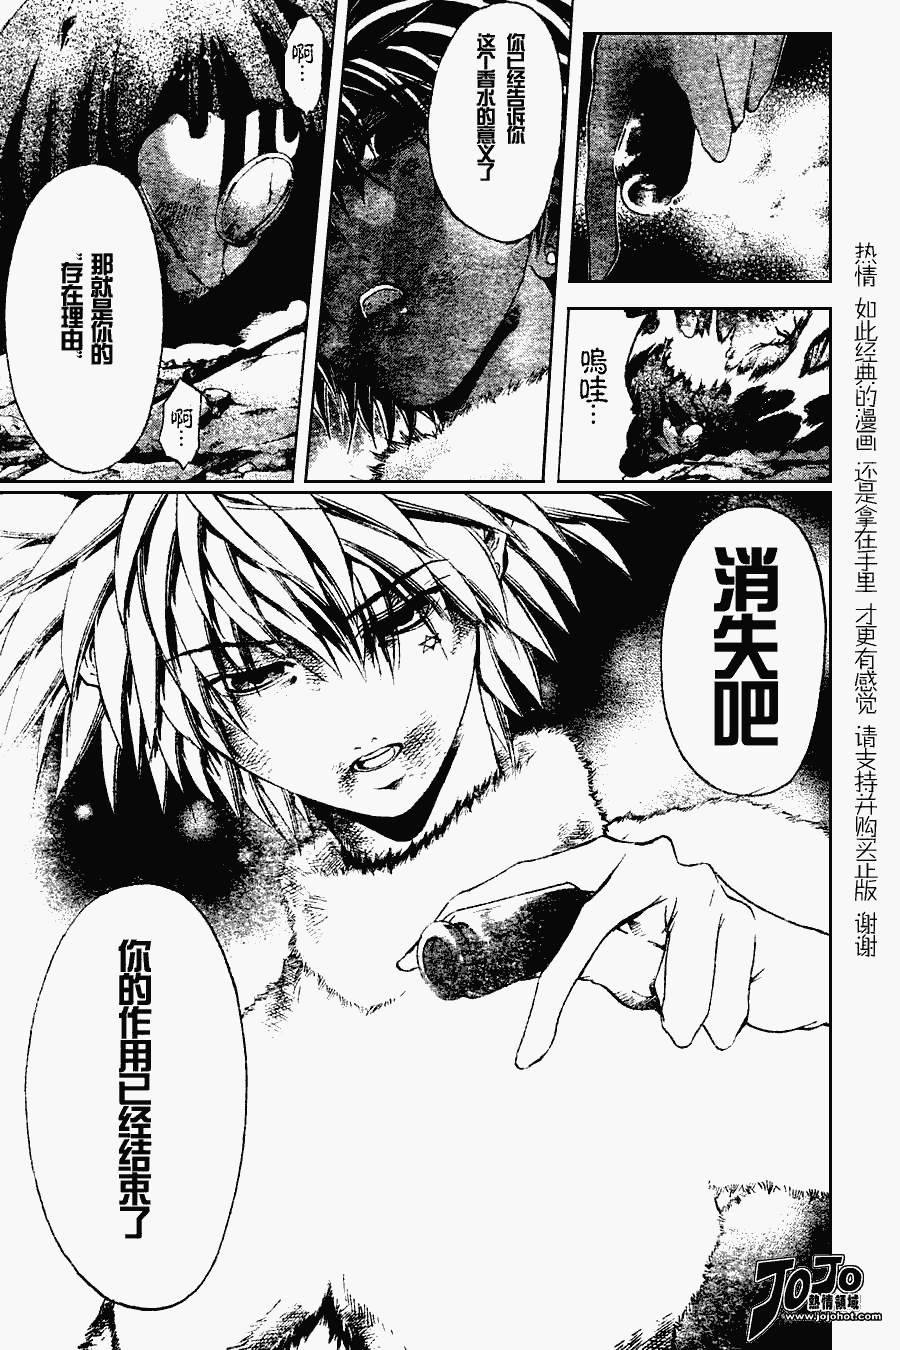 你已经告诉你
这个香水的意义了
呜哇…
啊…
那就是你的
"存在理由"
啊…
消失吧
你的作用已经结束了
热情 如此经典的漫画 还是拿在手里 才更有感觉 请支持并购买正版 谢谢
JOJO
热情领域
www.jojohot.com